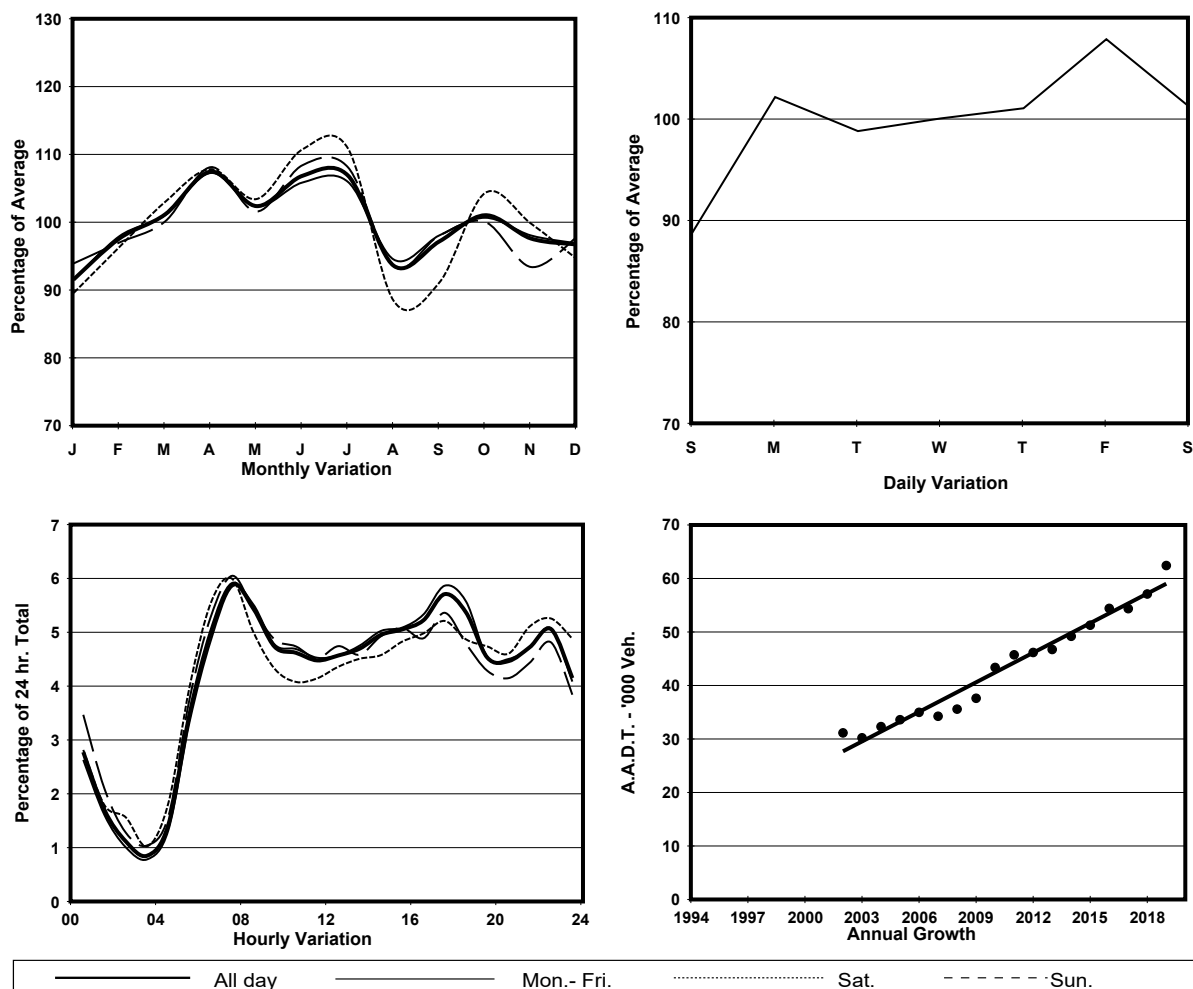 130
120
110
100
90
80
70
Percentage of Average
J F M A M J J A S O N D
Monthly Variation
110
100
90
80
70
Percentage of Average
S M T W T F S
Daily Variation
7
6
5
4
3
2
1
0
Percentage of 24 hr. Total
00 04 08 12 16 20 24
Hourly Variation
70
60
50
40
30
20
10
0
A.A.D.T. - '000 Veh.
1994 1997 2000 2003 2006 2009 2012 2015 2018
Annual Growth
All day Mon.- Fri. Sat. Sun.